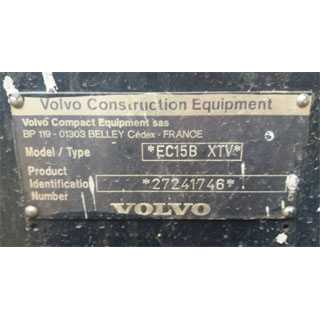 Volvo Construction Equipment
Volvo Compact Equipment sas
BP 119 - 01303 BELLEY Cédex - FRANCE
Model / Type *EC15B XTV*
Product
Identification *27241746*
Number
VOLVO